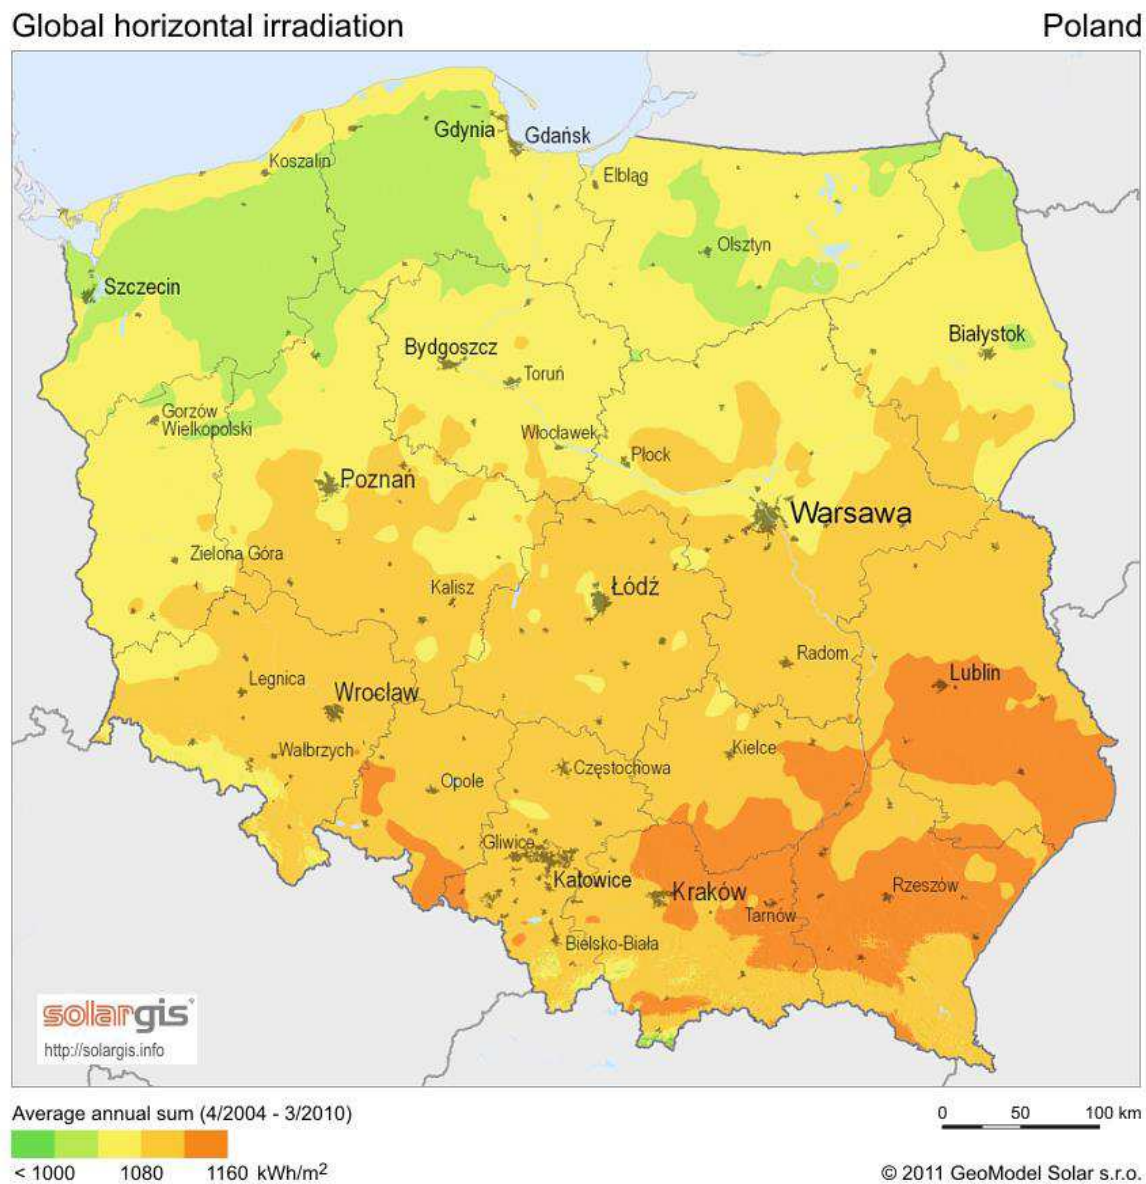 Global horizontal irradiation
Poland
Gdynia
Gdańsk
Koszalin
Elbląg
Olsztyn
Szczecin
Białystok
Bydgoszcz
Toruń
Gorzów
Wielkopolski
Włocławek
Płock
Poznań
Warsawa
Zielona Góra
Kalisz
Łódź
Radom
Lublin
Legnica
Wrocław
Wałbrzych
Kielce
Opole
Częstochowa
Gliwice
Katowice
Kraków
Rzeszów
Tarnów
Bielsko-Biała
solargis
http://solargis.info
Average annual sum (4/2004 - 3/2010)
0 50 100 km
< 1000 1080 1160 kWh/m2
© 2011 GeoModel Solar s.r.o.